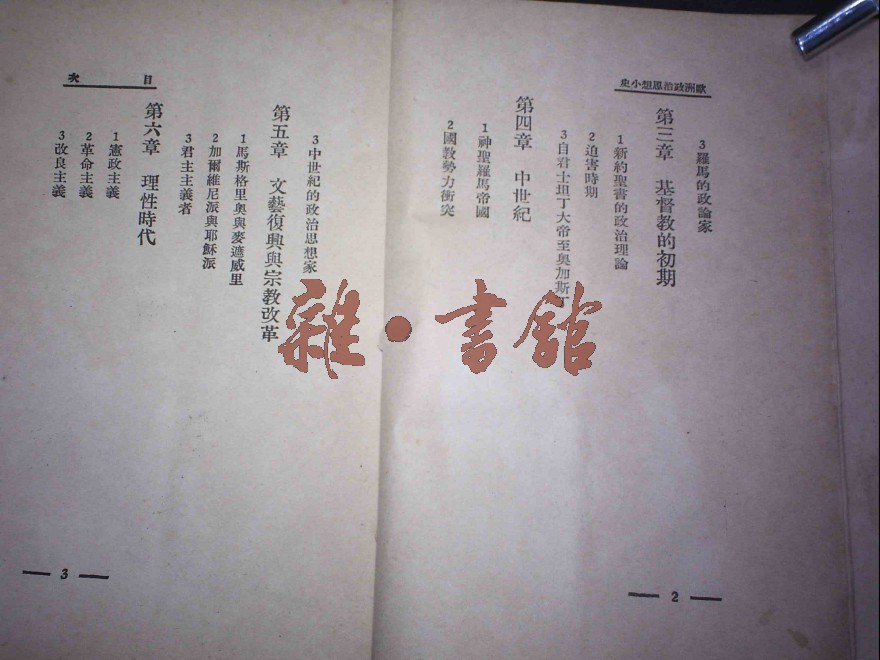 歐洲政治思想小史
3 羅馬的政論家
第三章 基督教的初期
1 新約聖書的政治理論
2 迫害時期
3 自君士坦丁大帝至奧加斯丁
第四章 中世紀
1 神聖羅馬帝國
2 國教勢力衝突
— 2 —
目次
3 中世紀的政治思想家
第五章 文藝復興與宗教改革
1 馬斯格里奧與麥遮威里
2 加爾維尼派與耶穌派
3 君主主義者
第六章 理性時代
1 憲政主義
2 革命主義
3 改良主義
— 3 —
雜·書館